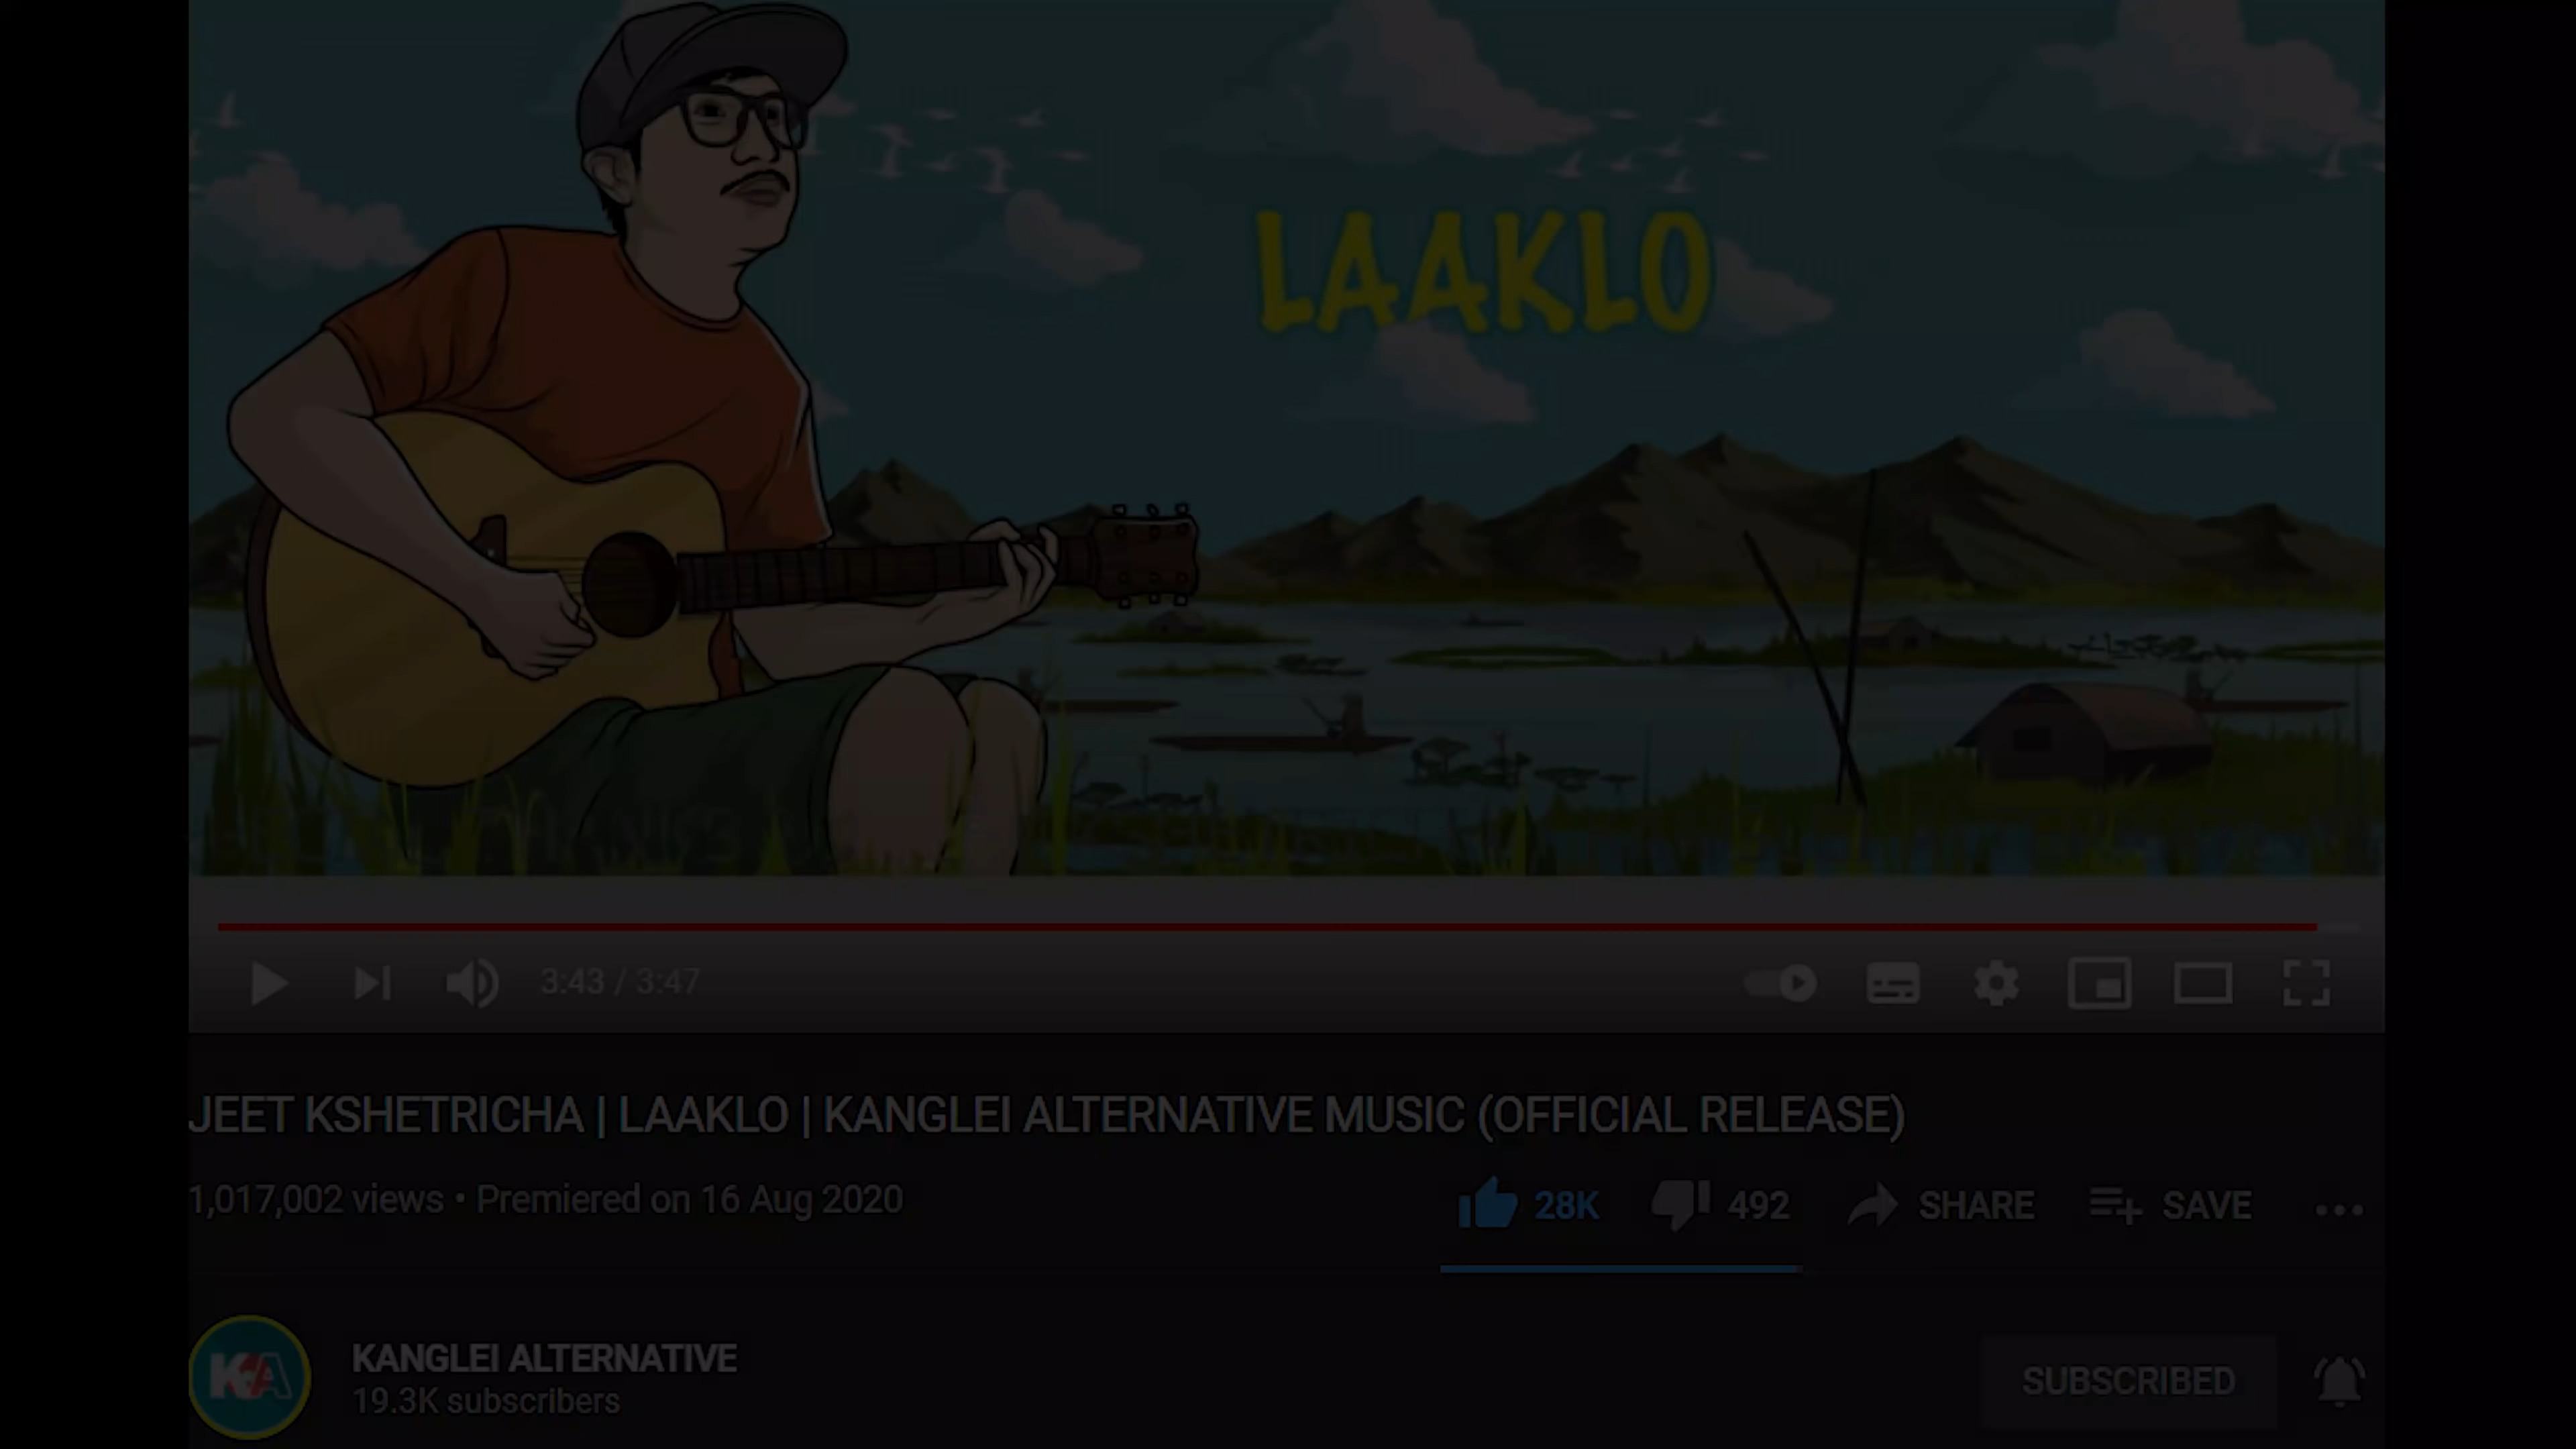 LAAKLO
3:43 / 3:47
JEET KSHETRICHA | LAAKLO | KANGLEI ALTERNATIVE MUSIC (OFFICIAL RELEASE)
1,017,002 views • Premiered on 16 Aug 2020
28K 492 SHARE SAVE
KA
KANGLEI ALTERNATIVE
19.3K subscribers
SUBSCRIBED